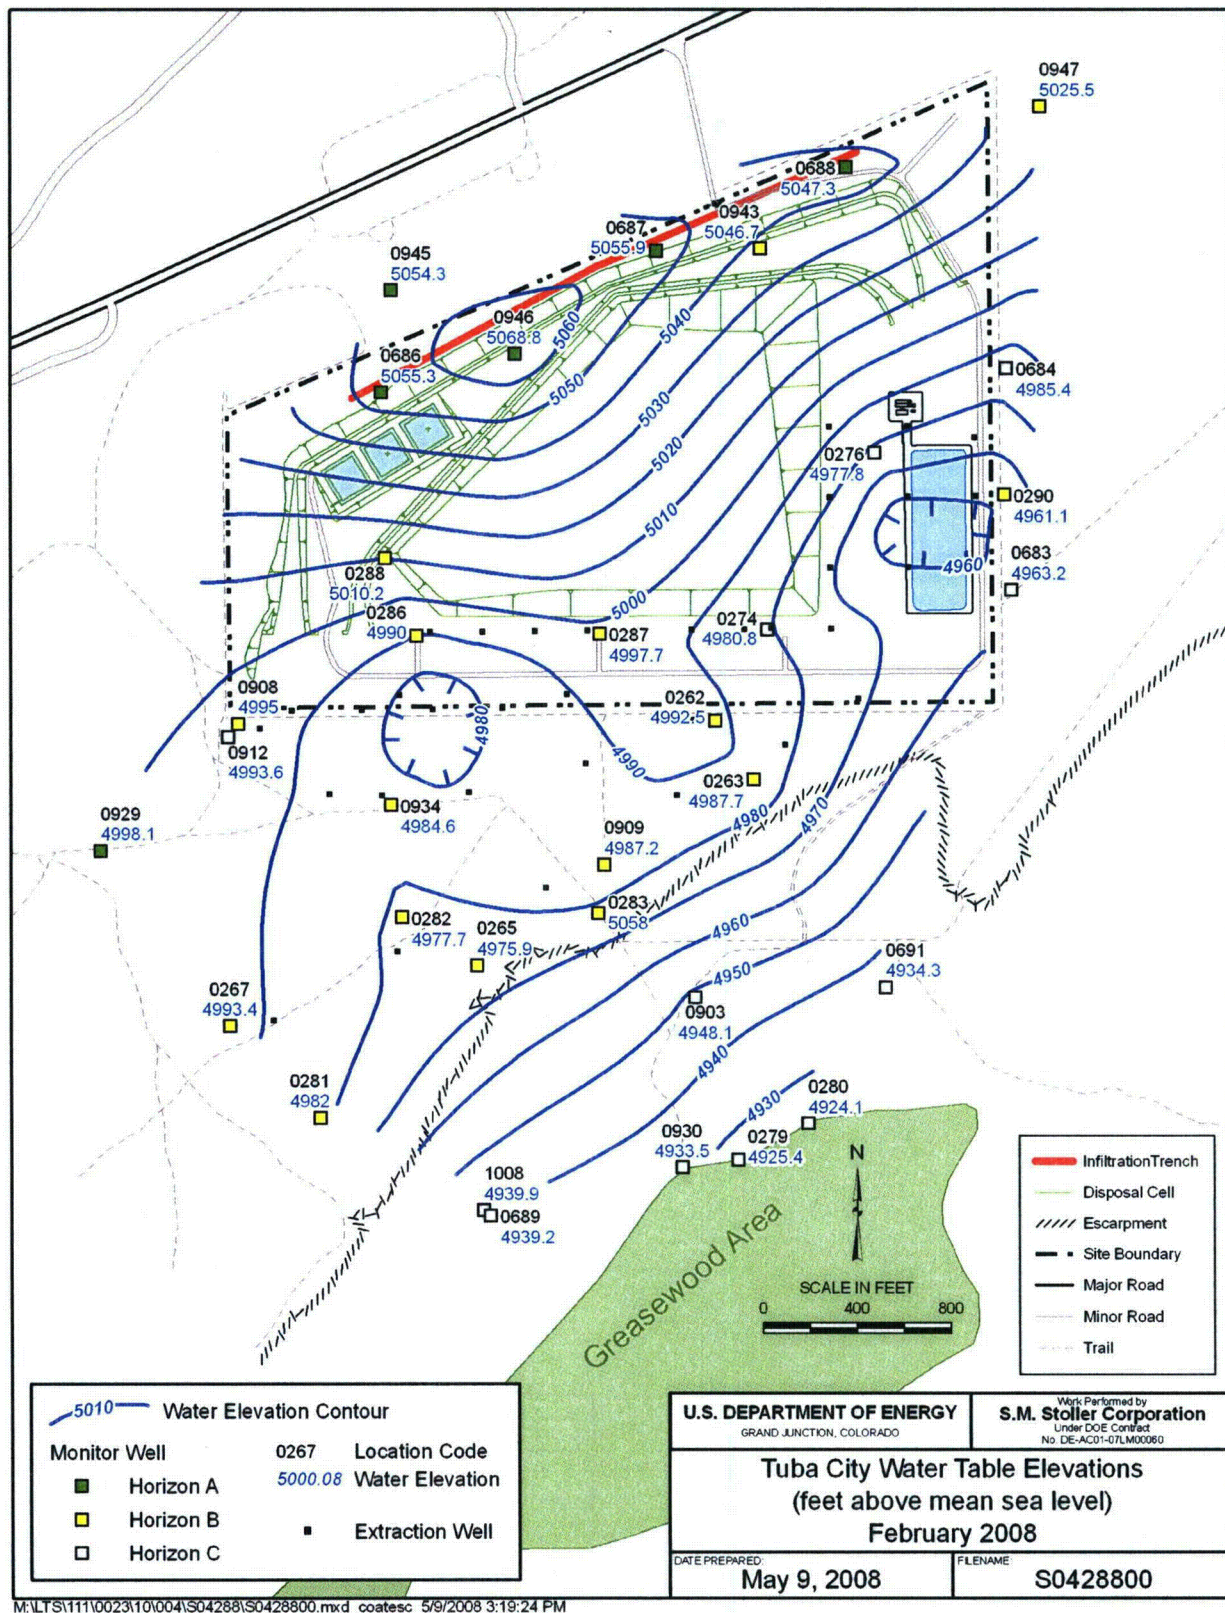 0947
5025.5
0688
5047.3
0943
5046.7
0687
5055.9
0945
5054.3
0946
5068.8
5060
0686
5055.3
5050
5040
5030
5020
5010
5000
0684
4985.4
0276
4977.8
0290
4961.1
4960
0683
4963.2
0288
5010.2
0286
4990
0287
4997.7
0274
4980.8
0908
4995
0912
4993.6
4980
0262
4992.5
4990
0263
4987.7
4980
4970
0929
4998.1
0934
4984.6
0909
4987.2
0283
5058
0282
4977.7
0265
4975.9
4960
4950
0691
4934.3
0267
4993.4
0903
4948.1
4940
0281
4982
4930
0280
4924.1
0930
4933.5
0279
4925.4
1008
4939.9
0689
4939.2
Greasewood Area
N
SCALE IN FEET
0 400 800
InfiltrationTrench
Disposal Cell
Escarpment
Site Boundary
Major Road
Minor Road
Trail
5010 Water Elevation Contour
Monitor Well
Horizon A
Horizon B
Horizon C
0267 Location Code
5000.08 Water Elevation
Extraction Well
U.S. DEPARTMENT OF ENERGY
GRAND JUNCTION, COLORADO
Work Performed by
S.M. Stoller Corporation
Under DOE Contract
No. DE-AC01-07LM00060
Tuba City Water Table Elevations
(feet above mean sea level)
February 2008
DATE PREPARED:
May 9, 2008
FILENAME:
S0428800
M:\LTS\111\0023\10\004\S04288\S0428800.mxd coatesc 5/9/2008 3:19:24 PM